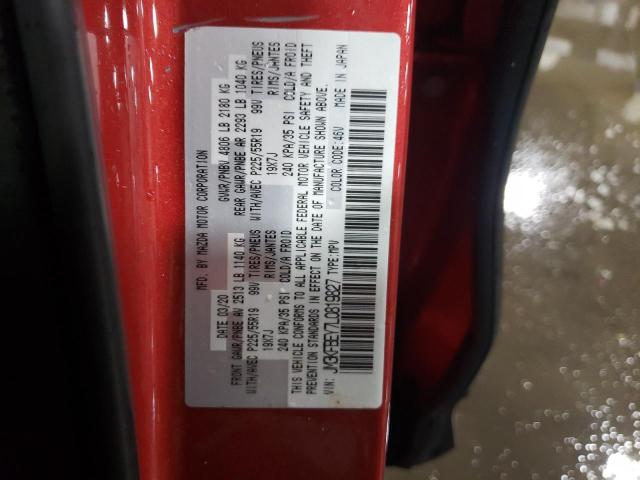 MFD. BY MAZDA MOTOR CORPORATION
DATE: 03/20 GVWR/PNBV 4806 LB 2180 KG
FRONT GAWR/PNBE AV 2513 LB 1140 KG REAR GAWR/PNBE AR 2293 LB 1040 KG
WITH/AVEC P225/55R19 99V TIRES/PNEUS WITH/AVEC P225/55R19 99V TIRES/PNEUS
19X7J RIMS/JANTES 19X7J RIMS/JANTES
240 KPA/35 PSI COLD/A FROID 240 KPA/35 PSI COLD/A FROID
THIS VEHICLE CONFORMS TO ALL APPLICABLE FEDERAL MOTOR VEHICLE SAFETY AND THEFT
PREVENTION STANDARDS IN EFFECT ON THE DATE OF MANUFACTURE SHOWN ABOVE.
VIN: JM3KFBEY7L0819827 TYPE:MPV COLOR CODE:46V MADE IN JAPAN